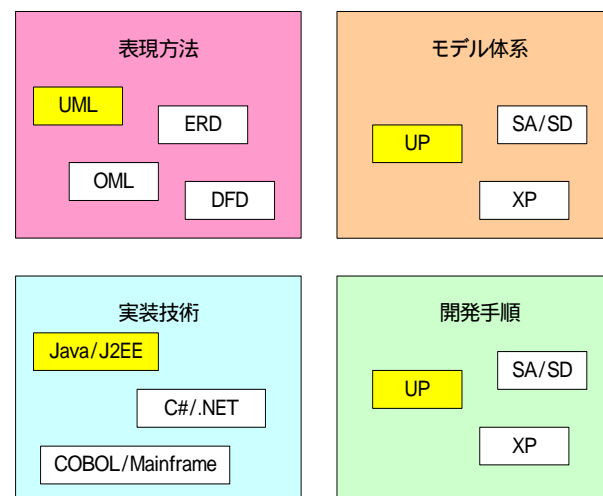 表現方法
UML
ERD
OML
DFD
モデル体系
SA/SD
UP
XP
実装技術
Java/J2EE
C#/.NET
COBOL/Mainframe
開発手順
SA/SD
UP
XP